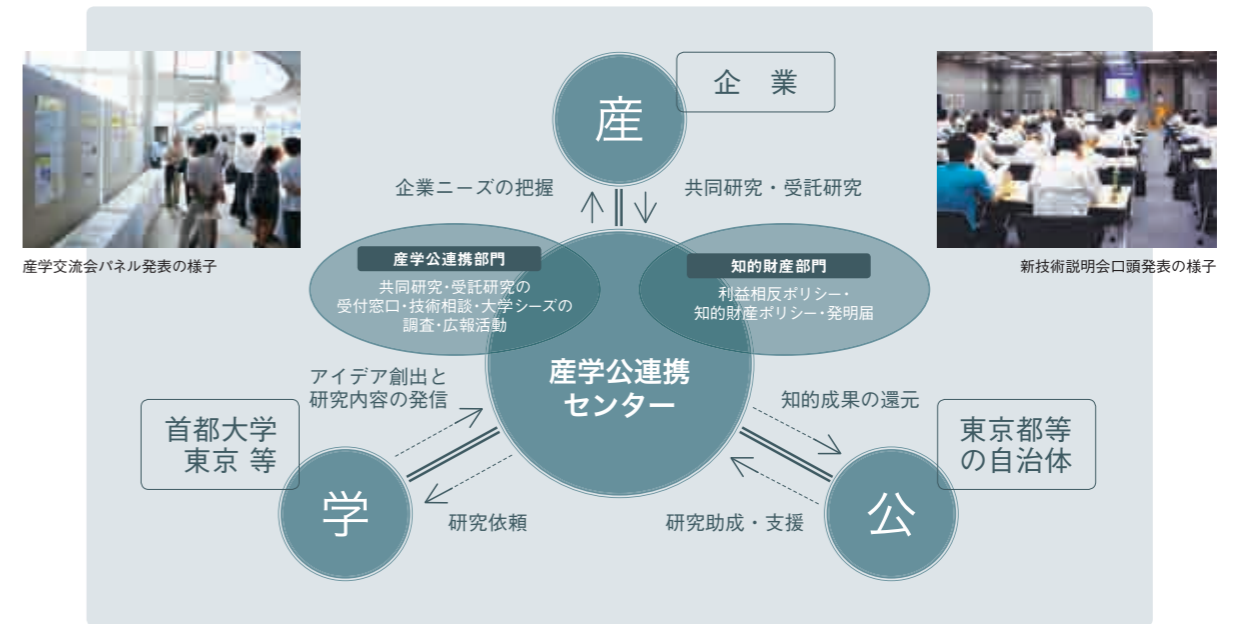 産
企 業
企業ニーズの把握
共同研究・受託研究
産学交流会パネル発表の様子
新技術説明会口頭発表の様子
産学公連携部門
共同研究・受託研究の
受付窓口・技術相談・大学シーズの
調査・広報活動
知的財産部門
利益相反ポリシー・
知的財産ポリシー・発明届
産学公連携
センター
アイデア創出と
研究内容の発信
知的成果の還元
首都大学
東京 等
東京都等
の自治体
学
研究依頼
研究助成・支援
公